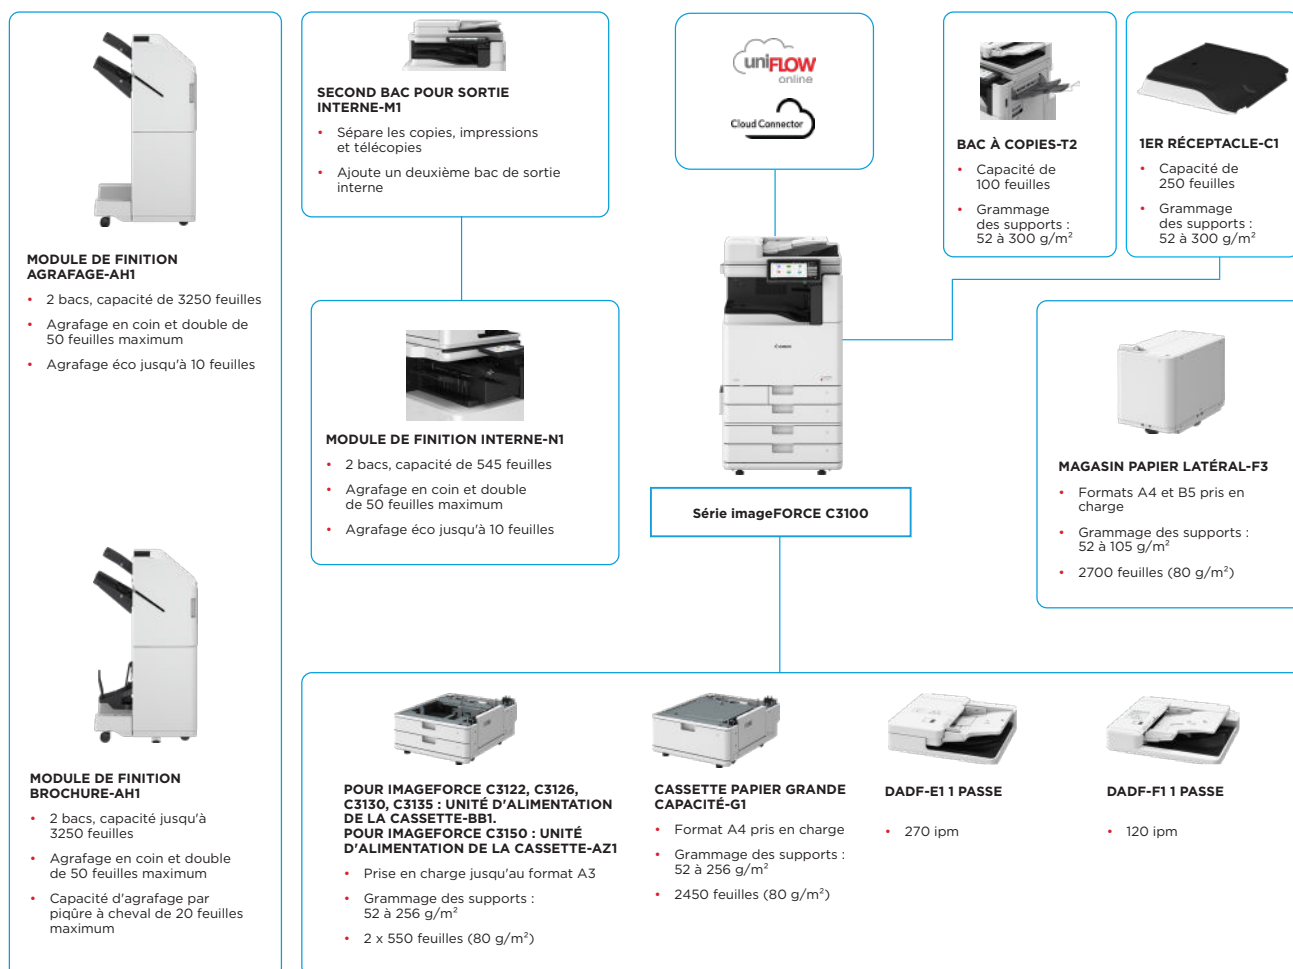 MODULE DE FINITION
AGRAFAGE-AH1
• 2 bacs, capacité de 3250 feuilles
• Agrafage en coin et double de
50 feuilles maximum
• Agrafage éco jusqu'à 10 feuilles
MODULE DE FINITION
BROCHURE-AH1
• 2 bacs, capacité jusqu'à
3250 feuilles
• Agrafage en coin et double
de 50 feuilles maximum
• Capacité d'agrafage par
piqûre à cheval de 20 feuilles
maximum
SECOND BAC POUR SORTIE
INTERNE-M1
• Sépare les copies, impressions
et télécopies
• Ajoute un deuxième bac de sortie
interne
MODULE DE FINITION INTERNE-N1
• 2 bacs, capacité de 545 feuilles
• Agrafage en coin et double
de 50 feuilles maximum
• Agrafage éco jusqu'à 10 feuilles
uniFLOW
online
Cloud Connector
Canon
Série imageFORCE C3100
BAC À COPIES-T2
• Capacité de
100 feuilles
• Grammage
des supports :
52 à 300 g/m²
1ER RÉCEPTACLE-C1
• Capacité de
250 feuilles
• Grammage
des supports :
52 à 300 g/m²
MAGASIN PAPIER LATÉRAL-F3
• Formats A4 et B5 pris en
charge
• Grammage des supports :
52 à 105 g/m²
• 2700 feuilles (80 g/m²)
POUR IMAGEFORCE C3122, C3126,
C3130, C3135 : UNITÉ D'ALIMENTATION
DE LA CASSETTE-BB1.
POUR IMAGEFORCE C3150 : UNITÉ
D'ALIMENTATION DE LA CASSETTE-AZ1
• Prise en charge jusqu'au format A3
• Grammage des supports :
52 à 256 g/m²
• 2 x 550 feuilles (80 g/m²)
CASSETTE PAPIER GRANDE
CAPACITÉ-G1
• Format A4 pris en charge
• Grammage des supports :
52 à 256 g/m²
• 2450 feuilles (80 g/m²)
DADF-E1 1 PASSE
• 270 ipm
DADF-F1 1 PASSE
• 120 ipm